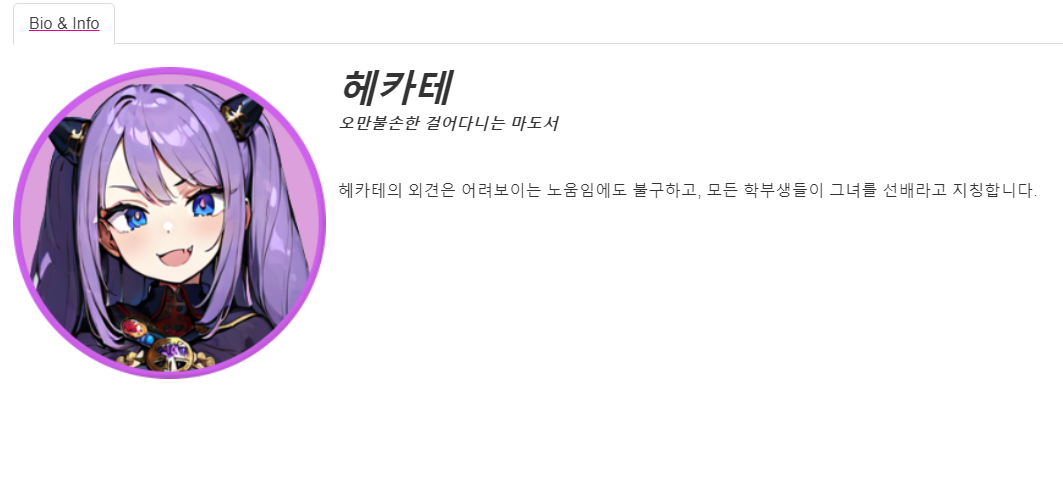 Bio & Info
헤카테
오만불손한 걸어다니는 마도서
헤카테의 외견은 어려보이는 노움임에도 불구하고, 모든 학부생들이 그녀를 선배라고 지칭합니다.